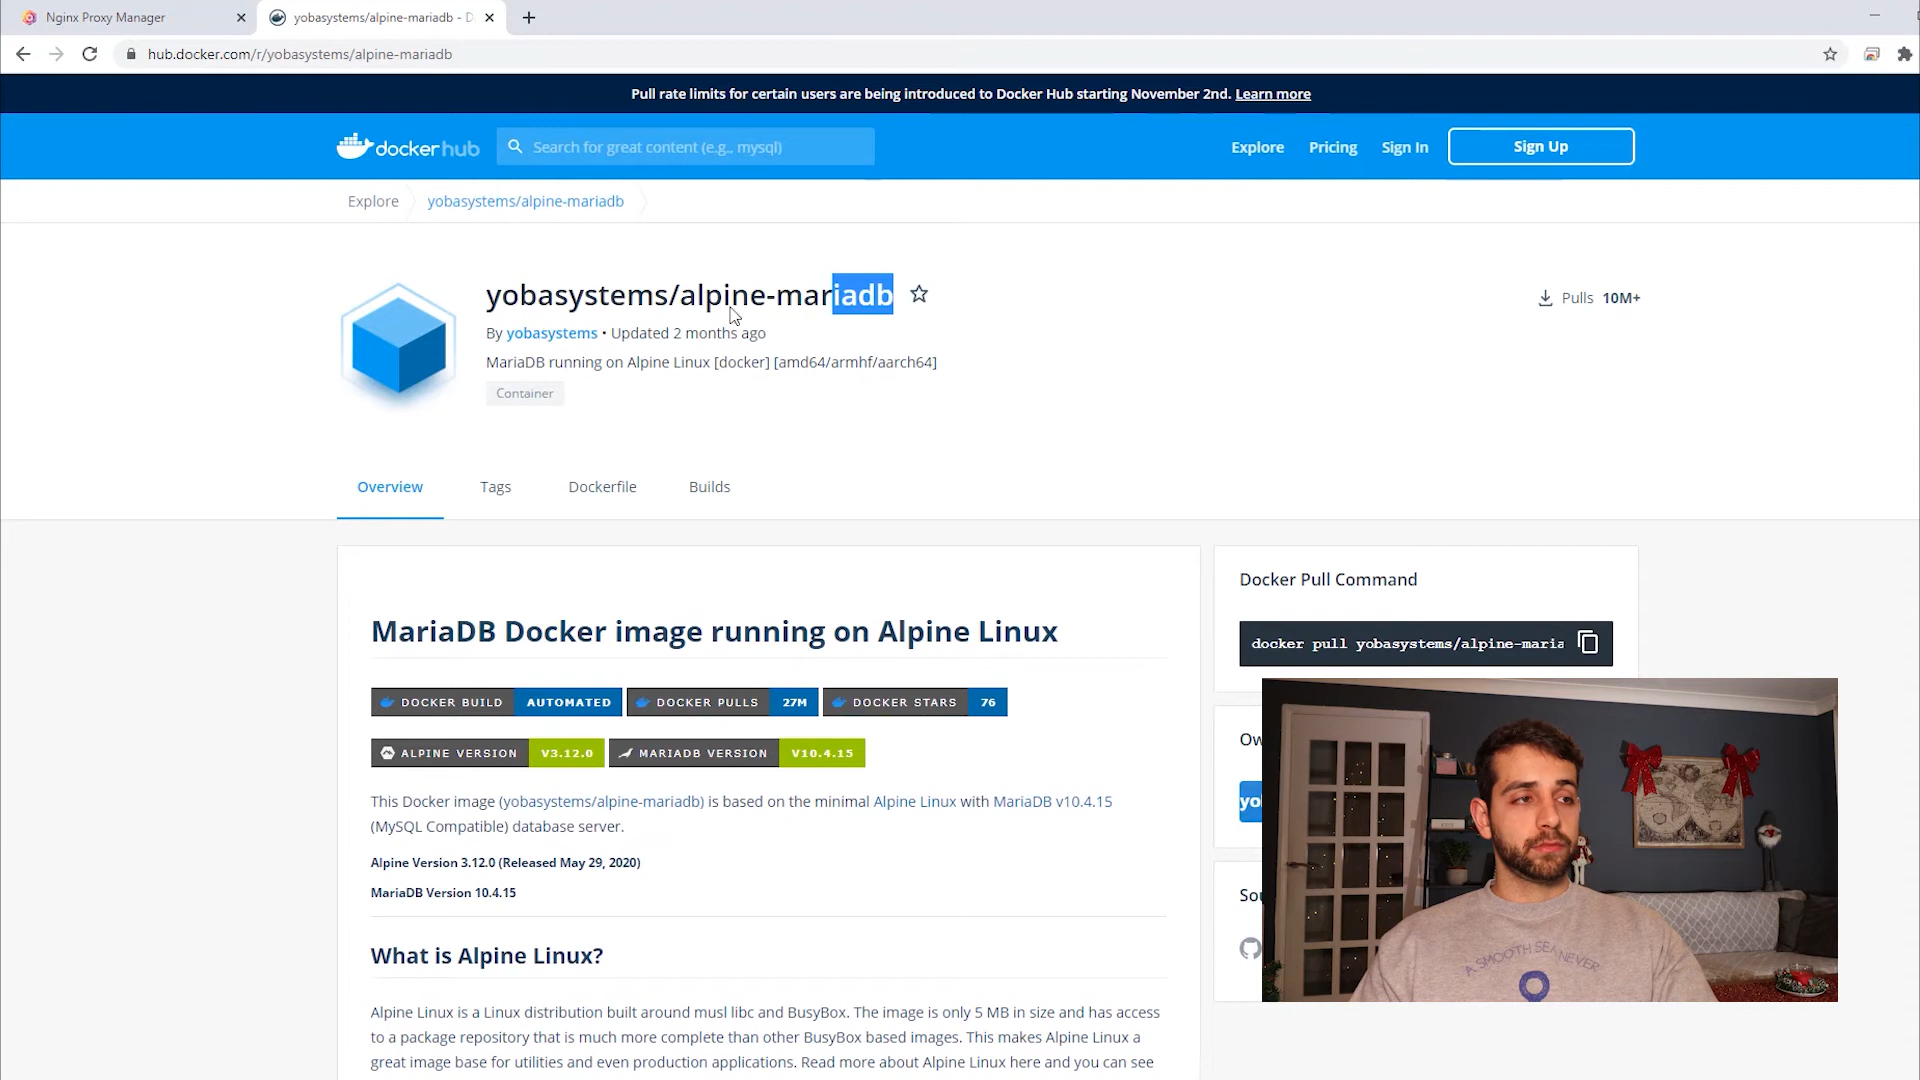 Nginx Proxy Manager
yobasystems/alpine-mariadb - D
hub.docker.com/r/yobasystems/alpine-mariadb
Pull rate limits for certain users are being introduced to Docker Hub starting November 2nd. Learn more
dockerhub
Search for great content (e.g., mysql)
Explore
Pricing
Sign In
Sign Up
Explore
yobasystems/alpine-mariadb
yobasystems/alpine-mariadb
Pulls 10M+
By yobasystems • Updated 2 months ago
MariaDB running on Alpine Linux [docker] [amd64/armhf/aarch64]
Container
Overview
Tags
Dockerfile
Builds
MariaDB Docker image running on Alpine Linux
DOCKER BUILD AUTOMATED
DOCKER PULLS 27M
DOCKER STARS 76
ALPINE VERSION V3.12.0
MARIADB VERSION V10.4.15
This Docker image (yobasystems/alpine-mariadb) is based on the minimal Alpine Linux with MariaDB v10.4.15
(MySQL Compatible) database server.
Alpine Version 3.12.0 (Released May 29, 2020)
MariaDB Version 10.4.15
What is Alpine Linux?
Alpine Linux is a Linux distribution built around musl libc and BusyBox. The image is only 5 MB in size and has access
to a package repository that is much more complete than other BusyBox based images. This makes Alpine Linux a
great image base for utilities and even production applications. Read more about Alpine Linux here and you can see
Docker Pull Command
docker pull yobasystems/alpine-maria
Ow
yo
So
A SMOOTH SEA NEVER